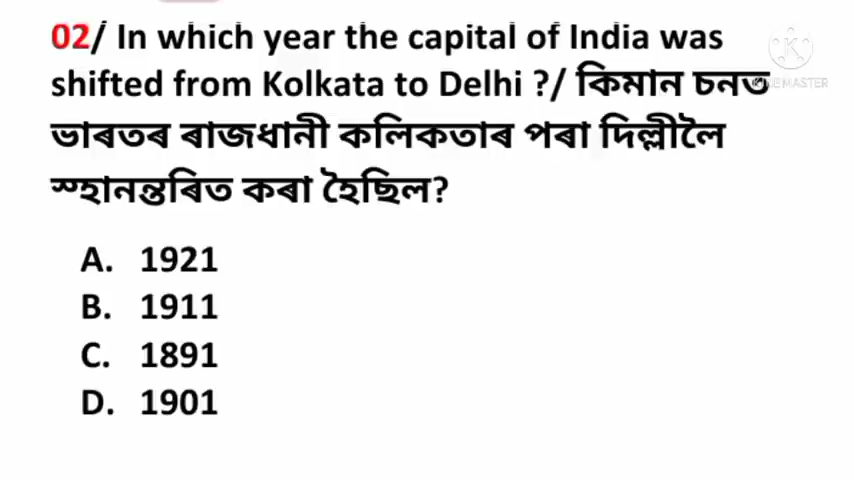 02/ In which year the capital of India was
shifted from Kolkata to Delhi ?/ কিমান চনত
ভাৰতৰ ৰাজধানী কলিকতাৰ পৰা দিল্লীলৈ
স্হানন্তৰিত কৰা হৈছিল?
A. 1921
B. 1911
C. 1891
D. 1901
KINEMASTER